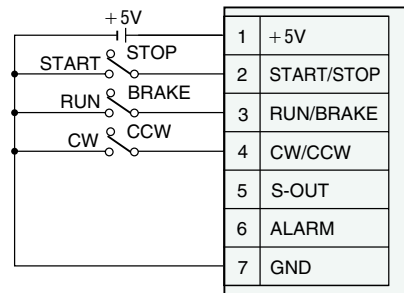 +5V
STOP
START
BRAKE
RUN
CCW
CW
1 +5V
2 START/STOP
3 RUN/BRAKE
4 CW/CCW
5 S-OUT
6 ALARM
7 GND